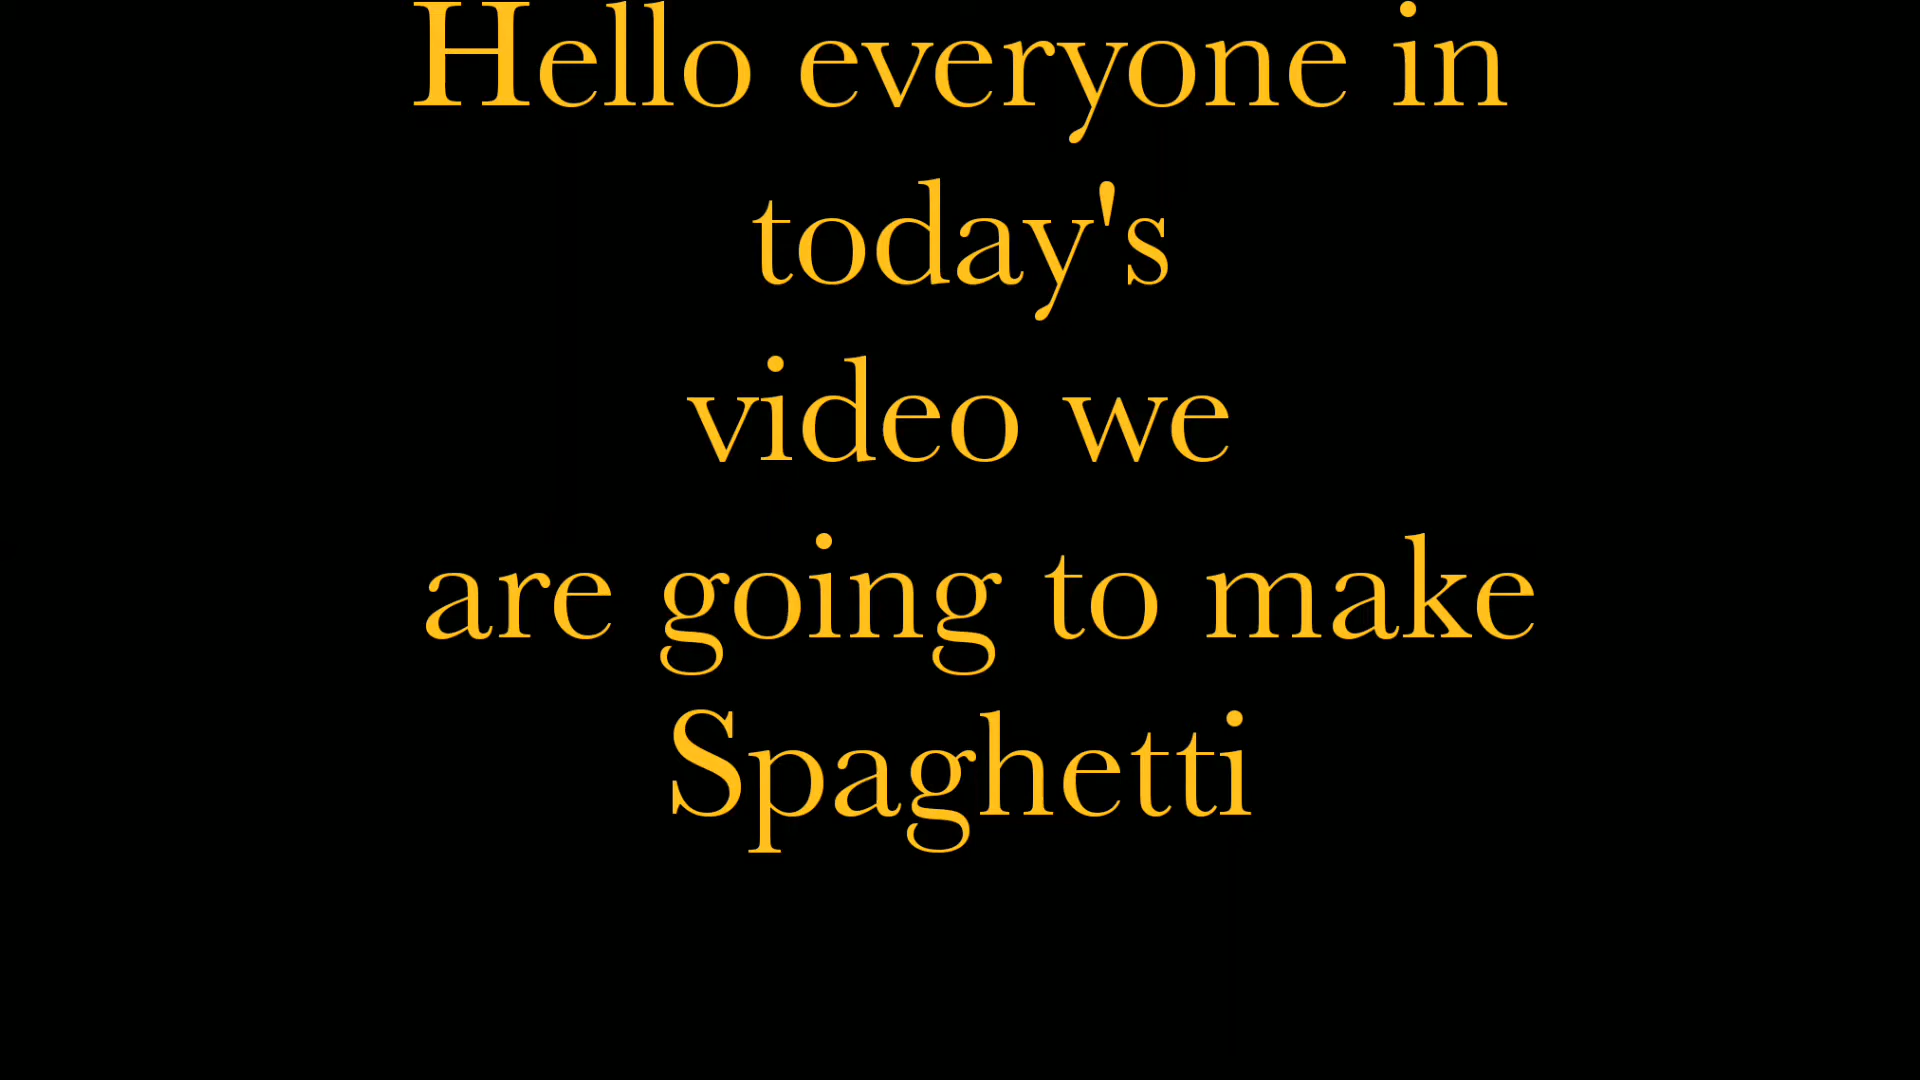 Hello everyone in
today's
video we
are going to make
Spaghetti